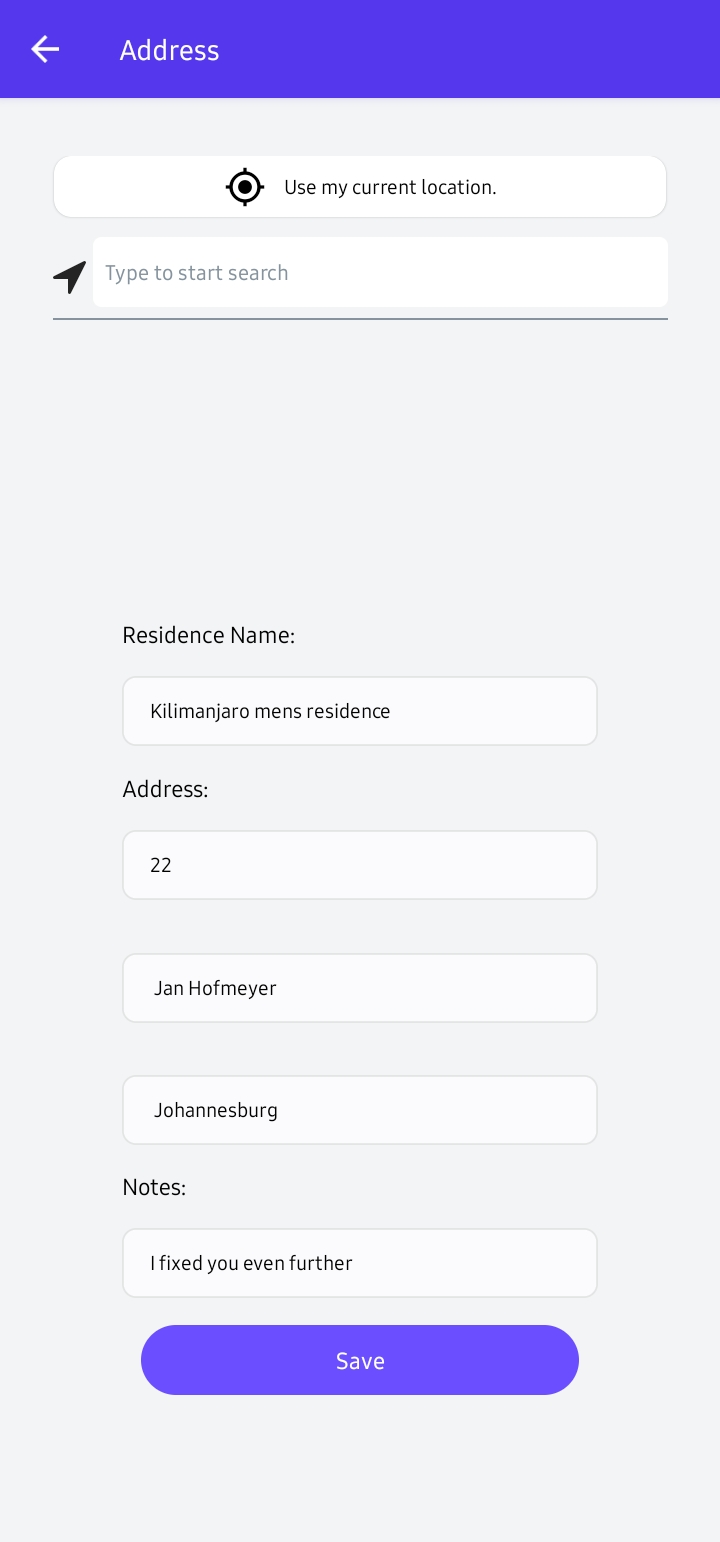 Address
Use my current location.
Type to start search
Residence Name:
Kilimanjaro mens residence
Address:
22
Jan Hofmeyer
Johannesburg
Notes:
I fixed you even further
Save